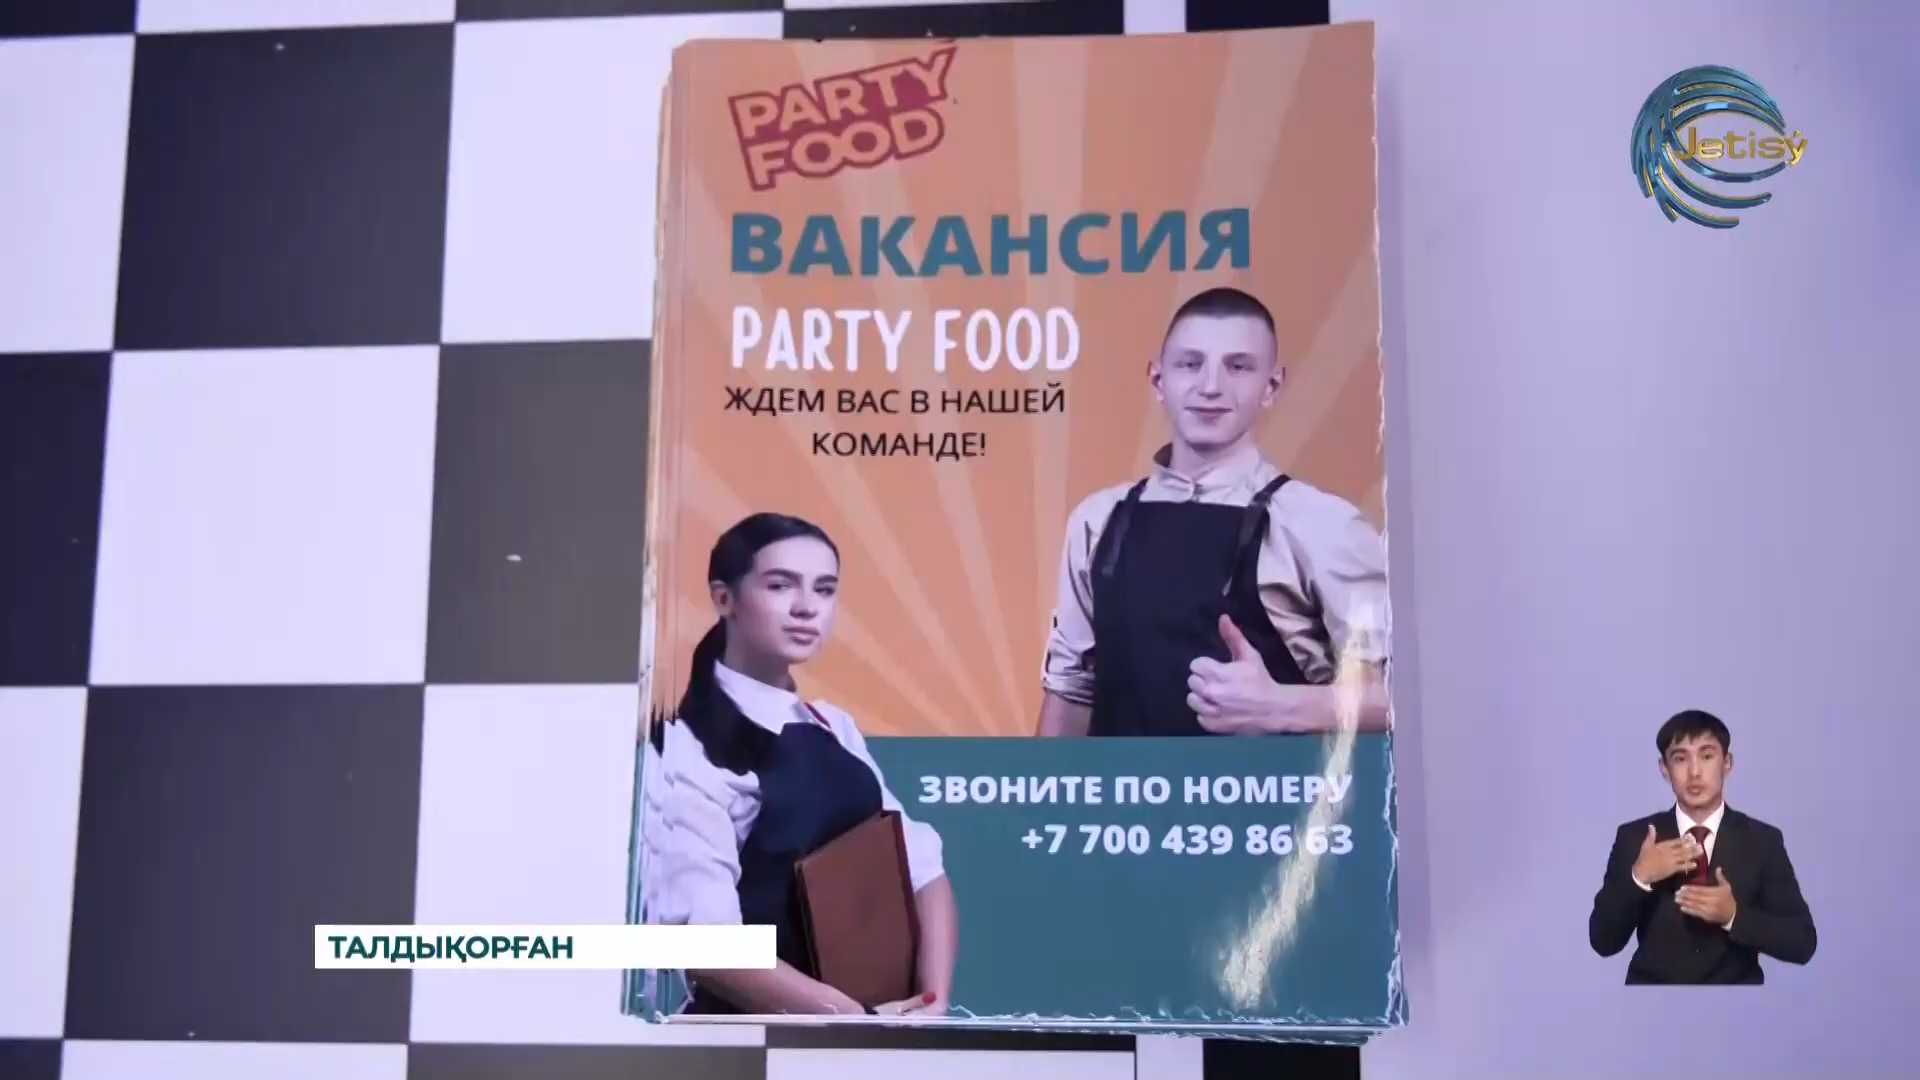 PARTY
FOOD
ВАКАНСИЯ
PARTY FOOD
ЖДЕМ ВАС В НАШЕЙ
КОМАНДЕ!
ЗВОНИТЕ ПО НОМЕРУ
+7 700 439 86 63
Jetisý
ТАЛДЫҚОРҒАН